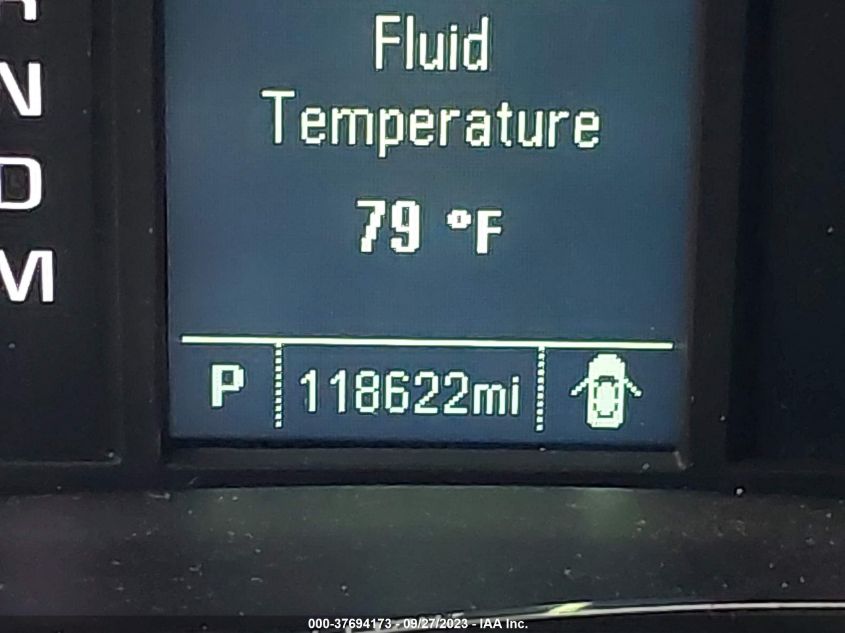 Fluid
Temperature
79 °F
N
D
M
P 118622mi
000-37694173 - 09/27/2023 - IAA Inc.